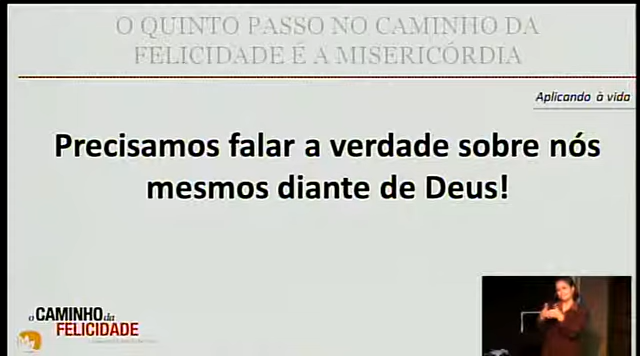 O QUINTO PASSO NO CAMINHO DA
FELICIDADE É A MISERICÓRDIA
Aplicando à vida
Precisamos falar a verdade sobre nós
mesmos diante de Deus!
o CAMINHO da
FELICIDADE